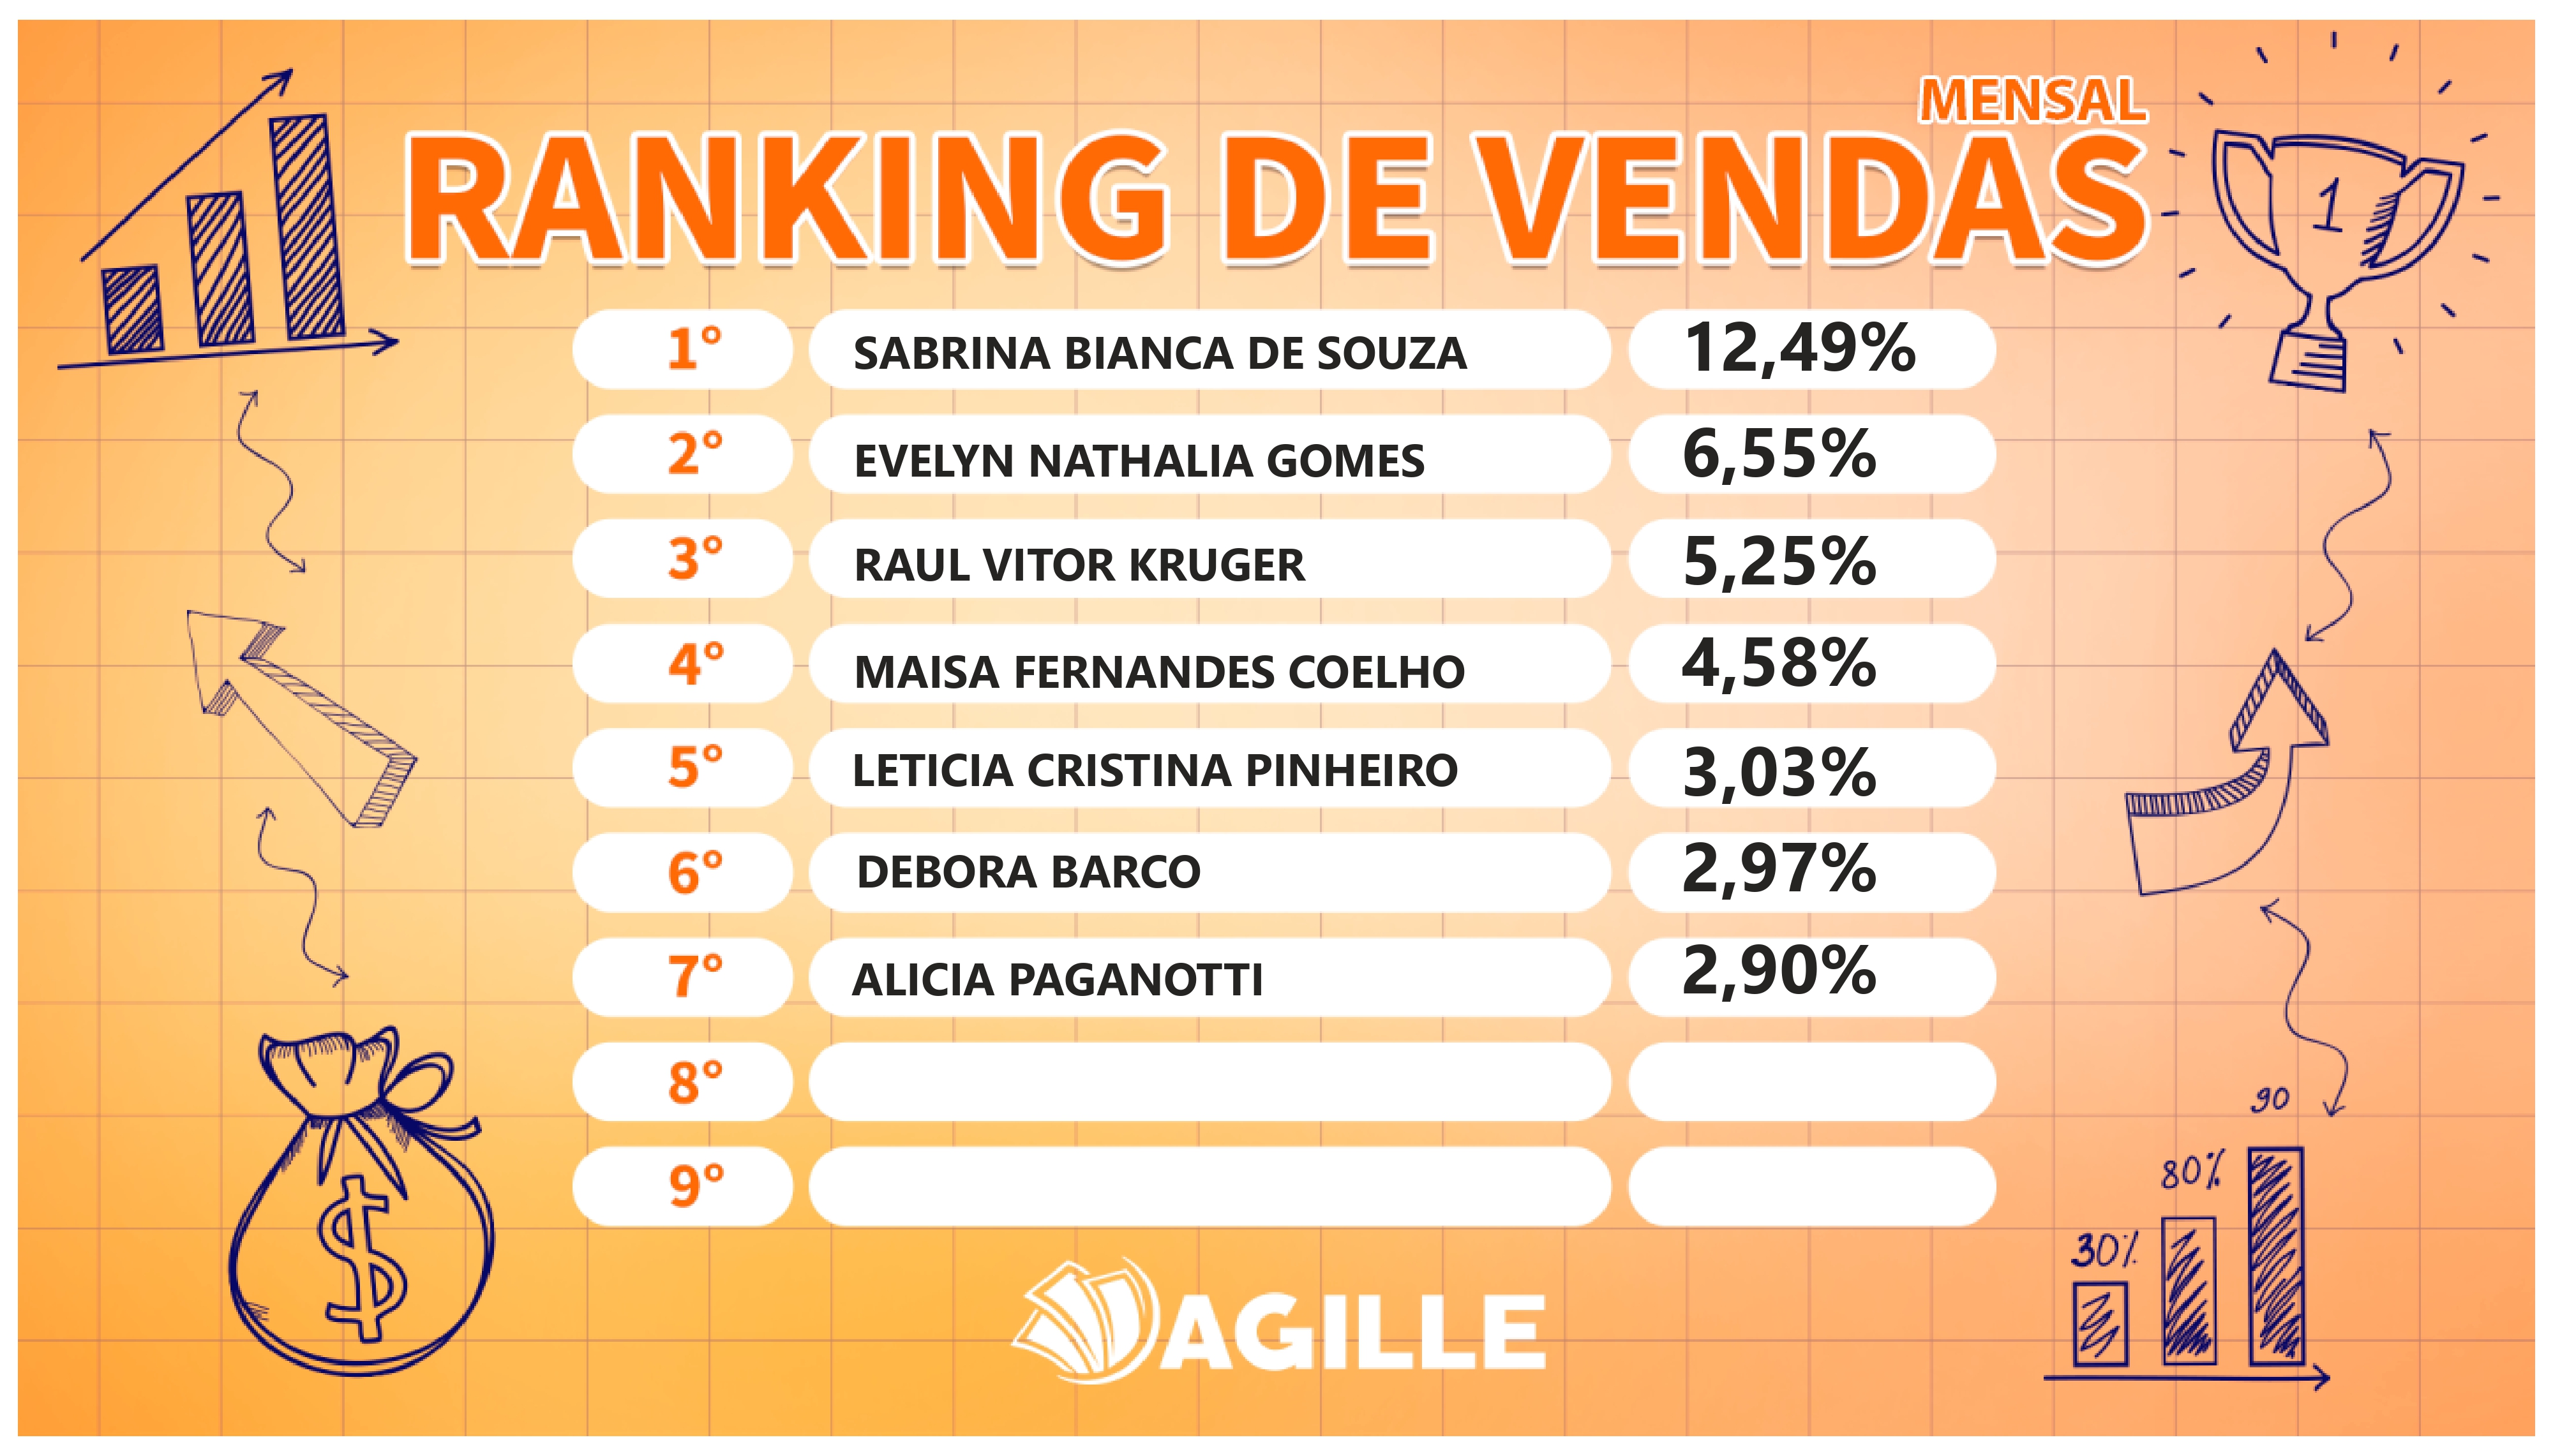 MENSAL
RANKING DE VENDAS
1
1° SABRINA BIANCA DE SOUZA 12,49%
2° EVELYN NATHALIA GOMES 6,55%
3° RAUL VITOR KRUGER 5,25%
4° MAISA FERNANDES COELHO 4,58%
5° LETICIA CRISTINA PINHEIRO 3,03%
6° DEBORA BARCO 2,97%
7° ALICIA PAGANOTTI 2,90%
8°
9°
$
90
80%
30%
AGILLE